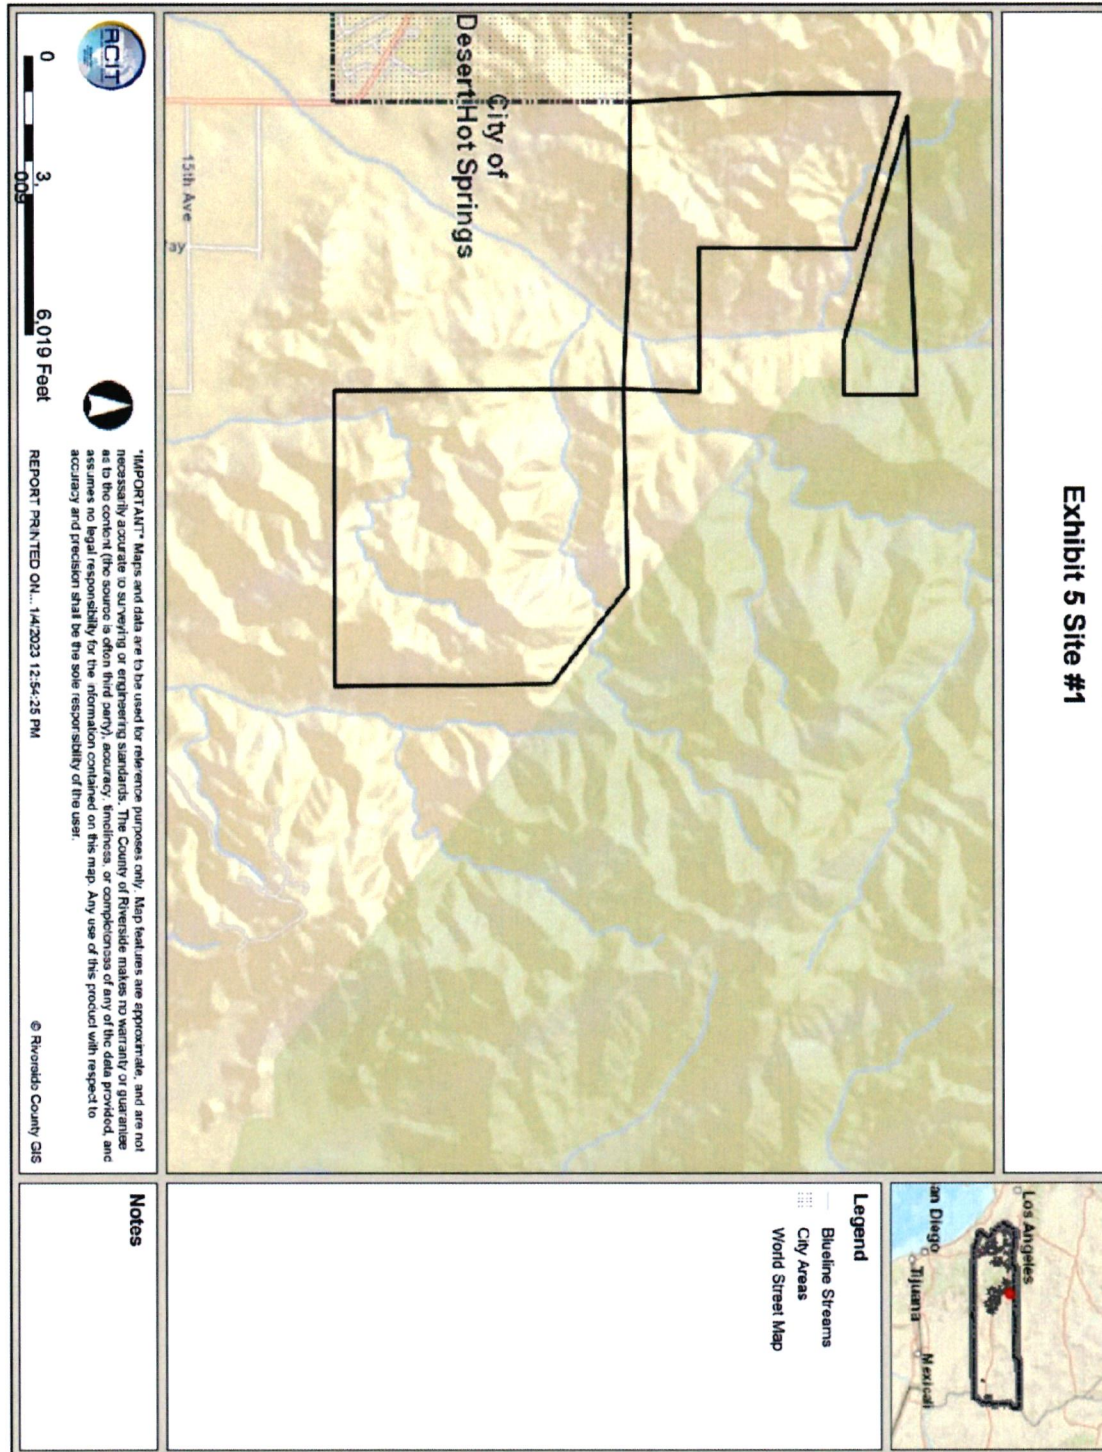 Exhibit 5 Site #1
City of
Desert Hot Springs
15th Ave
ay
Los Angeles
an Diego
Tijuana
Mexicali
Legend
Blueline Streams
City Areas
World Street Map
RCIT
0
3,
009
6,019 Feet
*IMPORTANT* Maps and data are to be used for reference purposes only. Map features are approximate, and are not
necessarily accurate to surveying or engineering standards. The County of Riverside makes no warranty or guarantee
as to the content (the source is often third party), accuracy, timeliness, or completeness of any of the data provided, and
assumes no legal responsibility for the information contained on this map. Any use of this product with respect to
accuracy and precision shall be the sole responsibility of the user.
REPORT PRINTED ON... 1/4/2023 12:54:25 PM
© Riverside County GIS
Notes